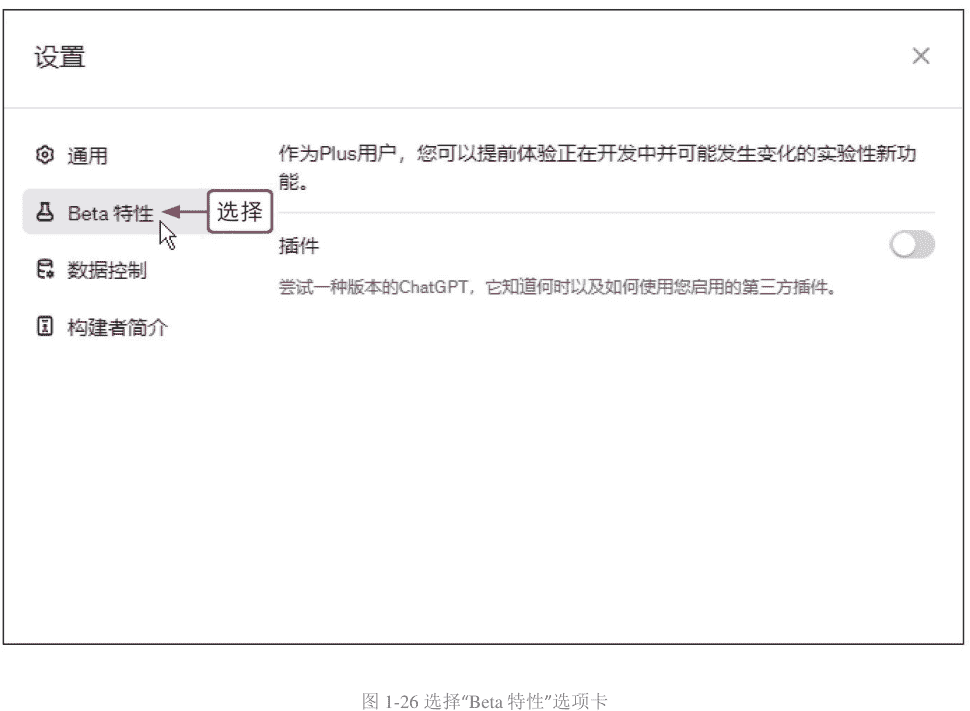 设置
通用
作为Plus用户，您可以提前体验正在开发中并可能发生变化的实验性新功
能。
Beta 特性
选择
插件
尝试一种版本的ChatGPT，它知道何时以及如何使用您启用的第三方插件。
数据控制
构建者简介
图 1-26 选择“Beta 特性”选项卡